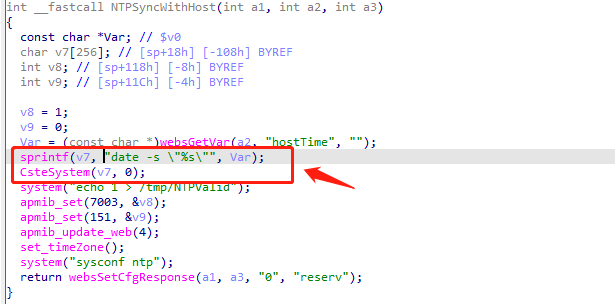 int __fastcall NTPSyncWithHost(int a1, int a2, int a3)
{
const char *Var; // $v0
char v7[256]; // [sp+18h] [-108h] BYREF
int v8; // [sp+118h] [-8h] BYREF
int v9; // [sp+11Ch] [-4h] BYREF
v8 = 1;
v9 = 0;
Var = (const char *)websGetVar(a2, "hostTime", "");
sprintf(v7, "date -s \"%s\"", Var);
CsteSystem(v7, 0);
system("echo 1 > /tmp/NTPValid");
apmib_set(7003, &v8);
apmib_set(151, &v9);
apmib_update_web(4);
set_timeZone();
system("sysconf ntp");
return websSetCfgResponse(a1, a3, "0", "reserv");
}